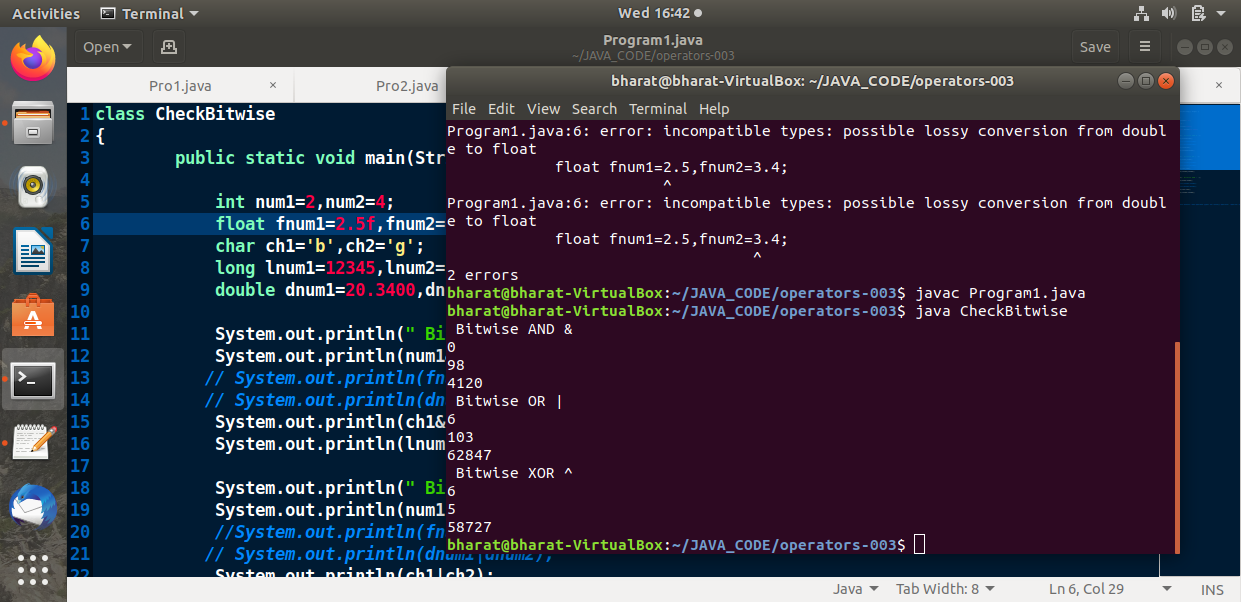 Activities Terminal Wed 16:42
Open Program1.java Save
~/JAVA_CODE/operators-003
Pro1.java × Pro2.java ×
1 class CheckBitwise
2 {
3 public static void main(Str
4
5 int num1=2,num2=4;
6 float fnum1=2.5f,fnum2=
7 char ch1='b',ch2='g';
8 long lnum1=12345,lnum2=
9 double dnum1=20.3400,dn
10
11 System.out.println(" Bi
12 System.out.println(num1&
13 // System.out.println(fn
14 // System.out.println(dn
15 System.out.println(ch1&
16 System.out.println(lnum
17
18 System.out.println(" Bi
19 System.out.println(num1
20 //System.out.println(fn
21 // System.out.println(dnum1|dnum2);
22 System.out.println(ch1|ch2);
bharat@bharat-VirtualBox: ~/JAVA_CODE/operators-003
File Edit View Search Terminal Help
Program1.java:6: error: incompatible types: possible lossy conversion from doubl
e to float
float fnum1=2.5,fnum2=3.4;
^
Program1.java:6: error: incompatible types: possible lossy conversion from doubl
e to float
float fnum1=2.5,fnum2=3.4;
^
2 errors
bharat@bharat-VirtualBox:~/JAVA_CODE/operators-003$ javac Program1.java
bharat@bharat-VirtualBox:~/JAVA_CODE/operators-003$ java CheckBitwise
Bitwise AND &
0
98
4120
Bitwise OR |
6
103
62847
Bitwise XOR ^
6
5
58727
bharat@bharat-VirtualBox:~/JAVA_CODE/operators-003$
Java Tab Width: 8 Ln 6, Col 29 INS